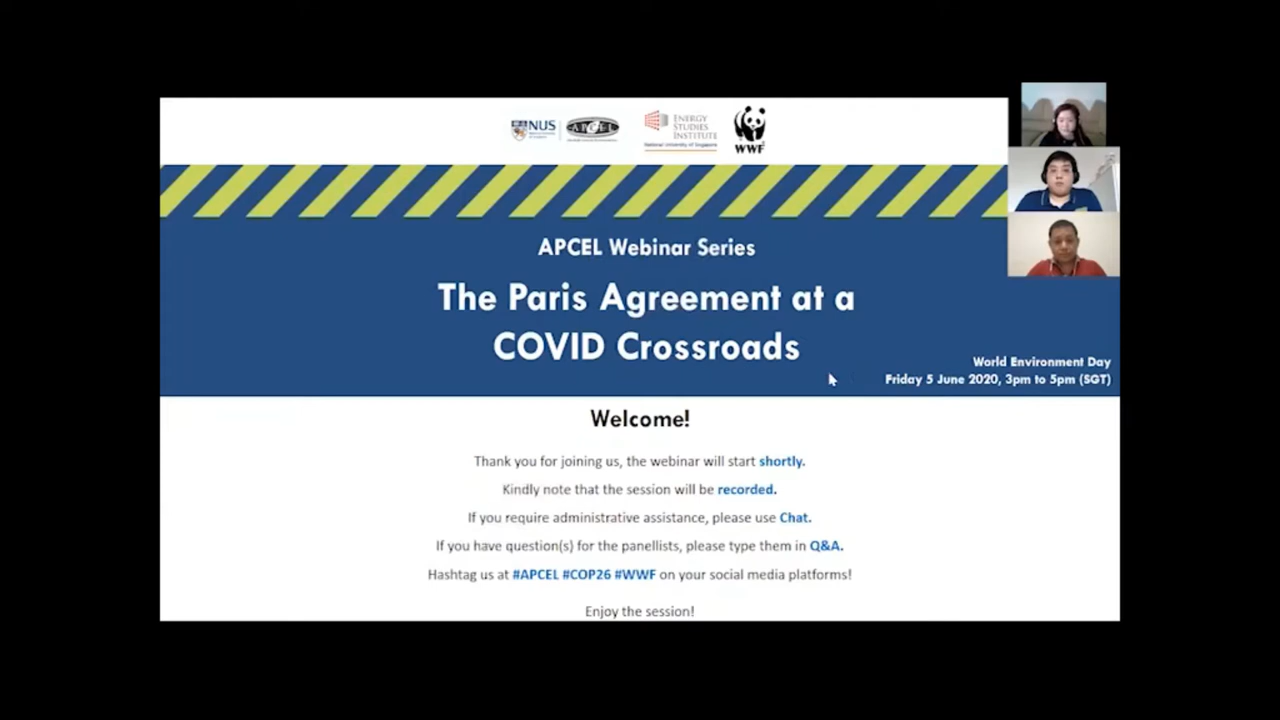 NUS
APCEL
ENERGY
STUDIES
INSTITUTE
National University of Singapore
WWF
APCEL Webinar Series
The Paris Agreement at a
COVID Crossroads
World Environment Day
Friday 5 June 2020, 3pm to 5pm (SGT)
Welcome!
Thank you for joining us, the webinar will start shortly.
Kindly note that the session will be recorded.
If you require administrative assistance, please use Chat.
If you have question(s) for the panellists, please type them in Q&A.
Hashtag us at #APCEL #COP26 #WWF on your social media platforms!
Enjoy the session!